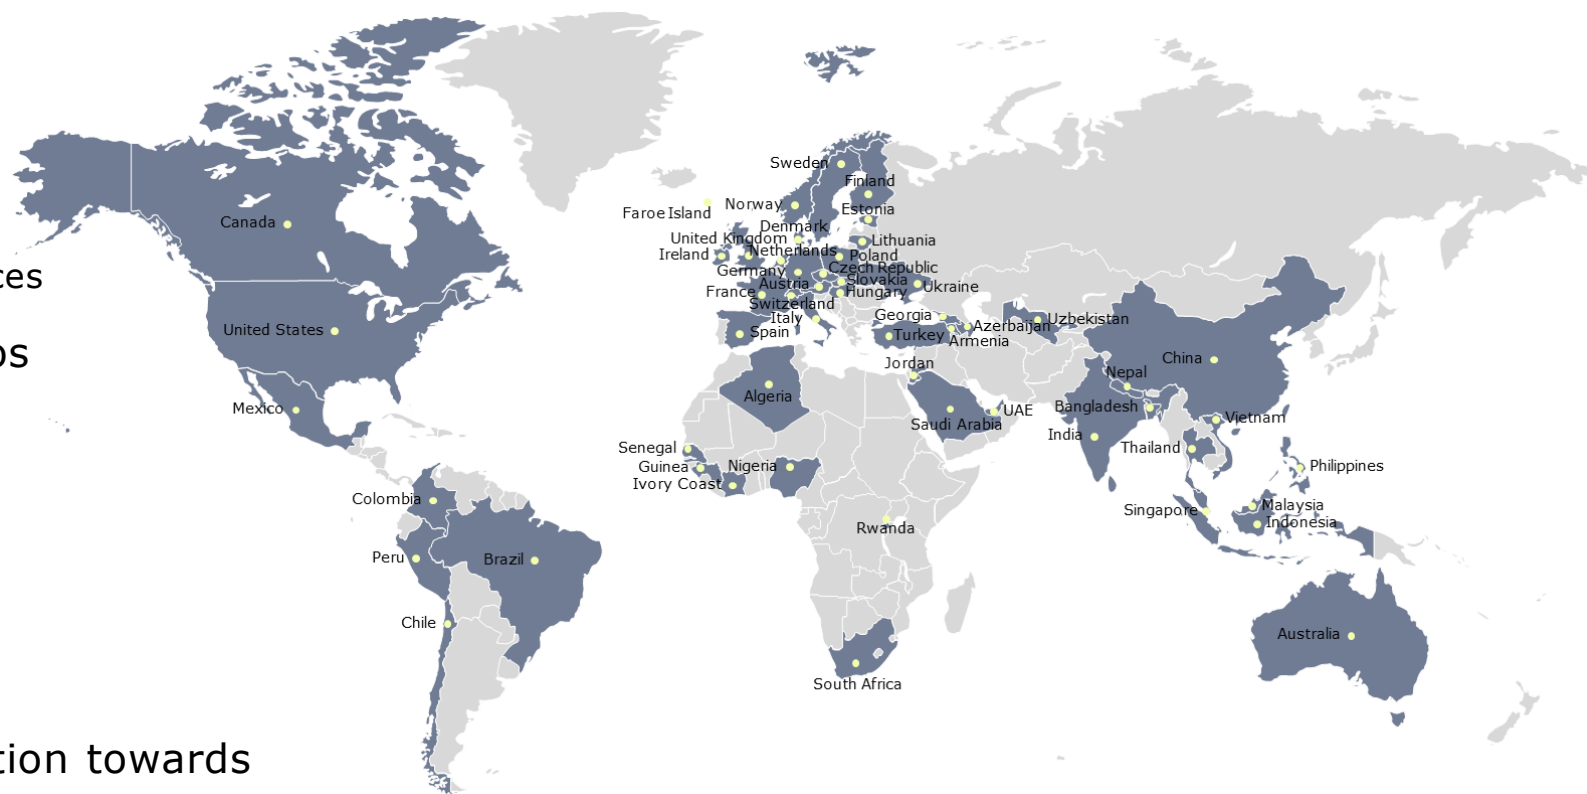 Sweden
Finland
Norway
Faroe Island
Estonia
Canada
Denmark
United Kingdom
Lithuania
Ireland
Netherlands
Poland
Germany
Czech Republic
ces
Austria
Slovakia
Ukraine
France
Hungary
Switzerland
Italy
Georgia
Uzbekistan
United States
Spain
Azerbaijan
Turkey
Armenia
os
China
Jordan
Nepal
Algeria
Mexico
Bangladesh
UAE
Saudi Arabia
Vietnam
India
Senegal
Thailand
Guinea
Nigeria
Philippines
Ivory Coast
Colombia
Malaysia
Singapore
Indonesia
Rwanda
Peru
Brazil
Chile
Australia
South Africa
tion towards